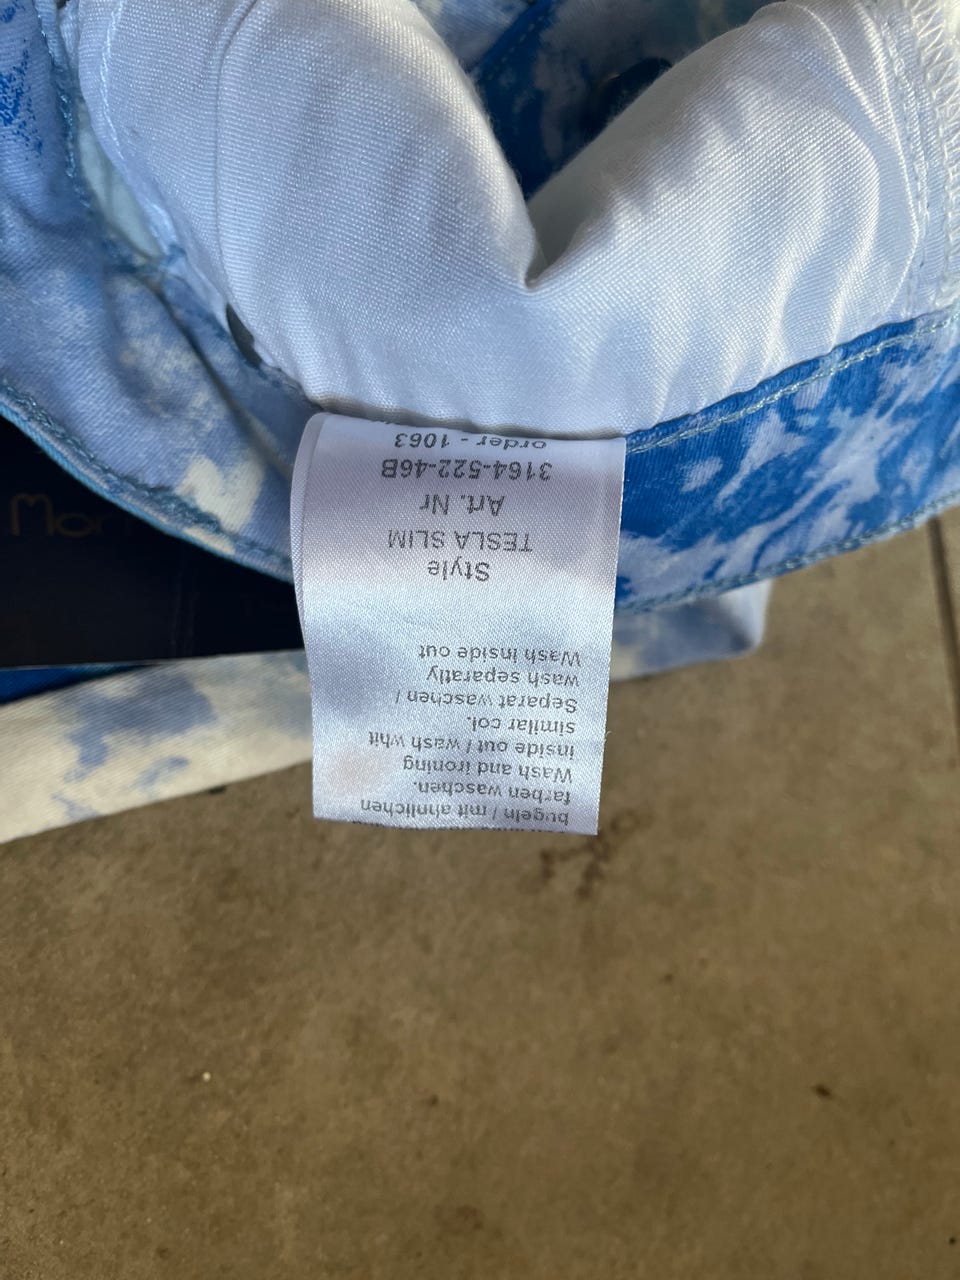 bugeln / mit ahnlichen
farben waschen.
Wash and ironing
inside out / wash whit
similar col.
Separat waschen /
wash separatly
Wash inside out
Style
TESLA SLIM
Art. Nr
3164-522-46B
order - 1063